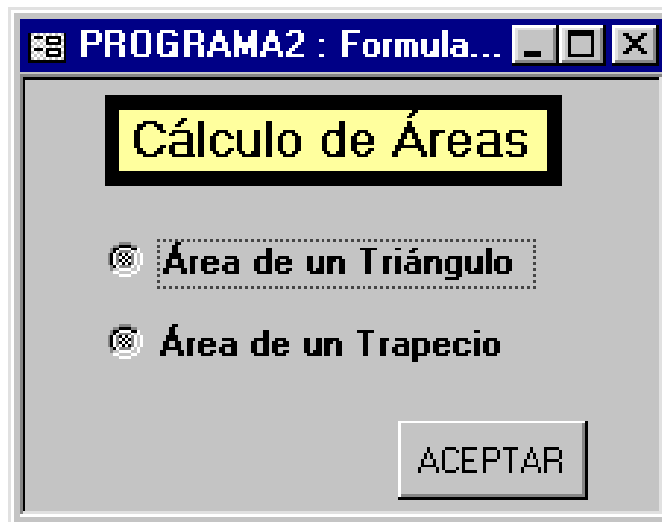 PROGRAMA2 : Formula...
Cálculo de Áreas
Área de un Triángulo
Área de un Trapecio
ACEPTAR